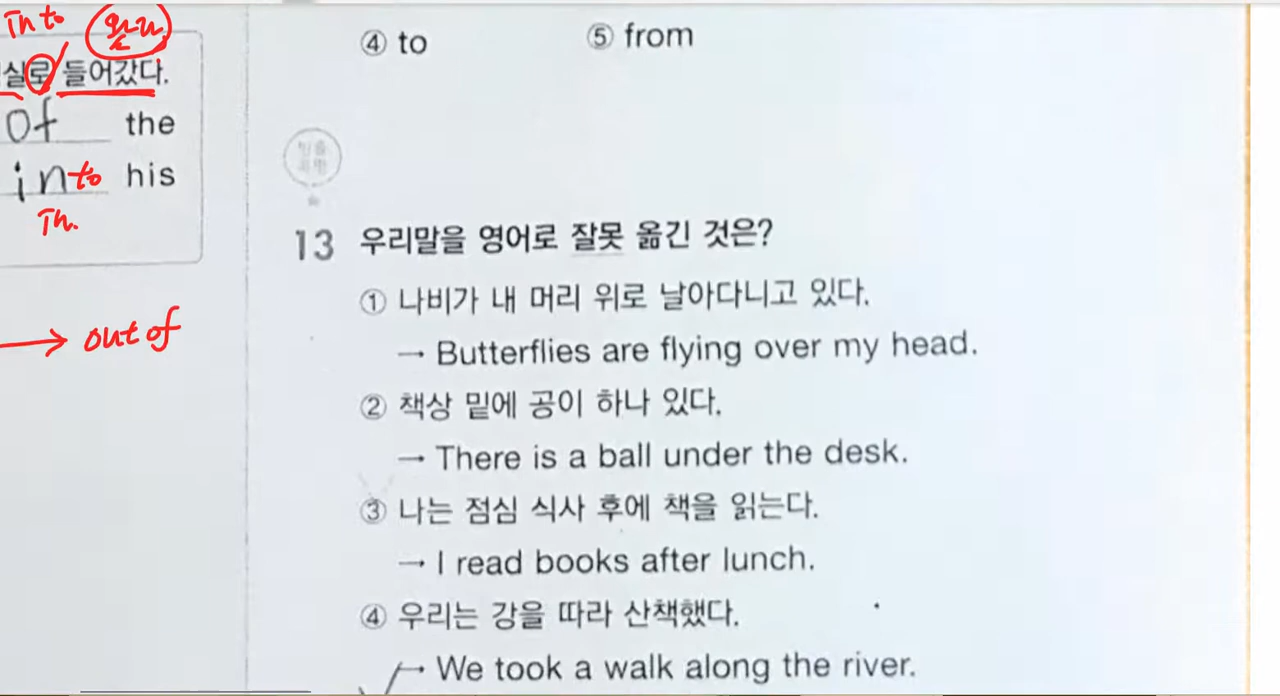 Into
실로 들어갔다.
of the
into his
In.
→ out of
④ to ⑤ from
13 우리말을 영어로 잘못 옮긴 것은?
① 나비가 내 머리 위로 날아다니고 있다.
→ Butterflies are flying over my head.
② 책상 밑에 공이 하나 있다.
→ There is a ball under the desk.
③ 나는 점심 식사 후에 책을 읽는다.
→ I read books after lunch.
④ 우리는 강을 따라 산책했다.
→ We took a walk along the river.